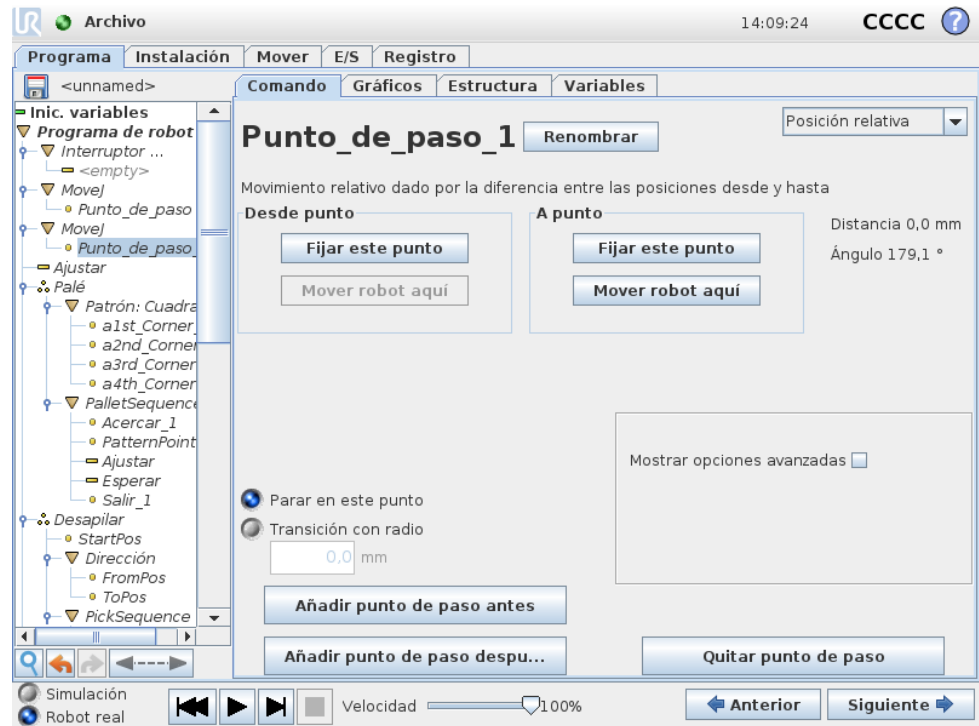 UR Archivo 14:09:24 CCCC ?
Programa Instalación Mover E/S Registro
<unnamed>
Comando Gráficos Estructura Variables
Inic. variables
Programa de robot
Interruptor ...
<empty>
MoveJ
Punto_de_paso
MoveJ
Punto_de_paso_
Ajustar
Palé
Patrón: Cuadra
a1st_Corner_
a2nd_Corner
a3rd_Corner
a4th_Corner
PalletSequence
Acercar_1
PatternPoint
Ajustar
Esperar
Salir_1
Desapilar
StartPos
Dirección
FromPos
ToPos
PickSequence
Simulación
Robot real
Punto_de_paso_1 Renombrar Posición relativa
Movimiento relativo dado por la diferencia entre las posiciones desde y hasta
Desde punto
Fijar este punto
Mover robot aquí
A punto
Fijar este punto
Mover robot aquí
Distancia 0,0 mm
Ángulo 179,1 °
Mostrar opciones avanzadas
Parar en este punto
Transición con radio
0,0 mm
Añadir punto de paso antes
Añadir punto de paso despu... Quitar punto de paso
Velocidad 100% Anterior Siguiente